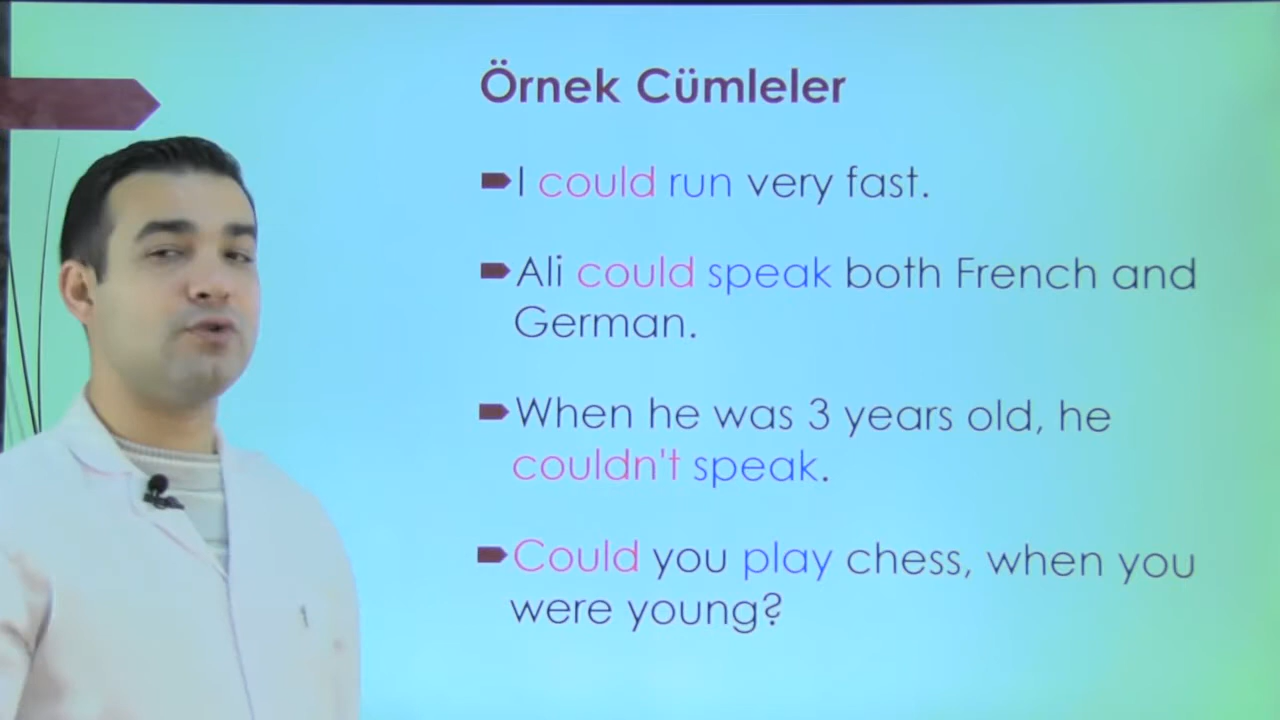 Örnek Cümleler
I could run very fast.
Ali could speak both French and
German.
When he was 3 years old, he
couldn't speak.
Could you play chess, when you
were young?